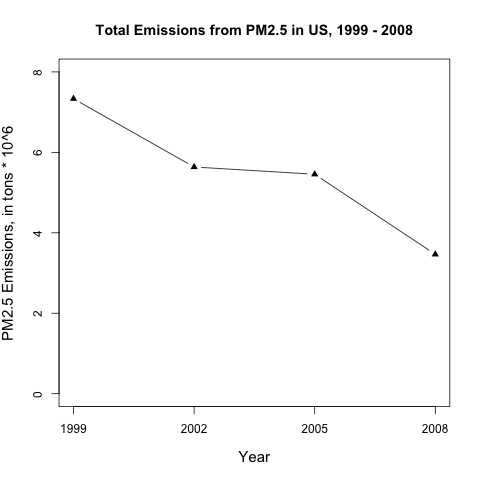 Total Emissions from PM2.5 in US, 1999 - 2008
PM2.5 Emissions, in tons * 10^6
8
6
4
2
0
1999 2002 2005 2008
Year